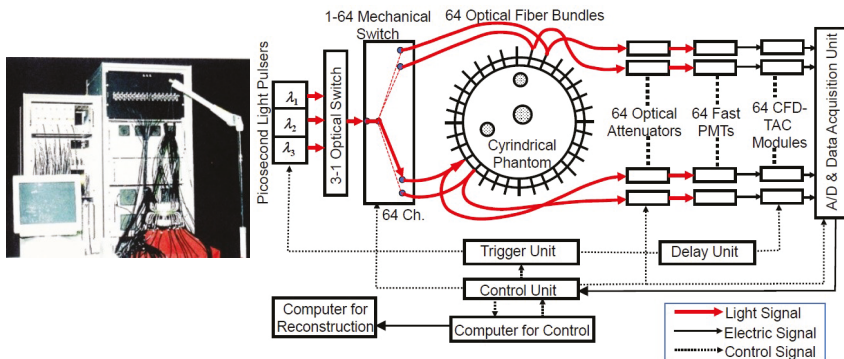 1-64 Mechanical
Switch
64 Optical Fiber Bundles
Picosecond Light Pulsers
λ1
λ2
λ3
3-1 Optical Switch
64 Ch.
Cyrindrical
Phantom
64 Optical
Attenuators
64 Fast
PMTs
64 CFD-
TAC
Modules
A/D & Data Acquisition Unit
Trigger Unit
Delay Unit
Control Unit
Computer for
Reconstruction
Computer for Control
Light Signal
Electric Signal
Control Signal